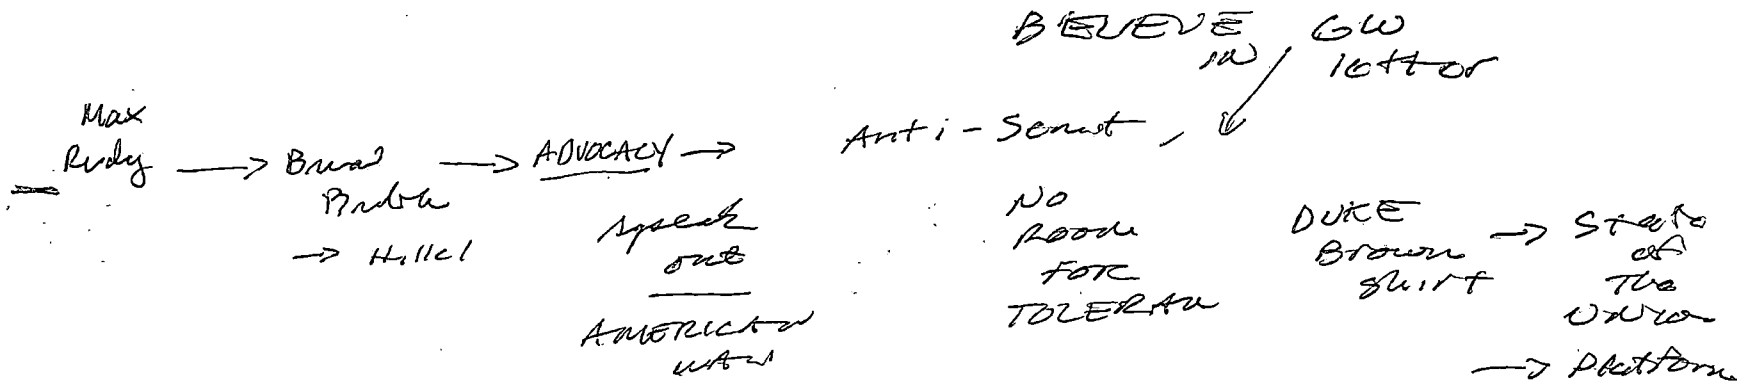 BELIEVE in
GW letter
Max
Rudy → →
ADVOCACY →
→ Hillel
speak
out
AMERICAN
WAY
Anti-Semit
NO
ROOM
FOR
TOLERAN
DUKE
Brown
shirt
→ State
of
The
Union
→ Platform